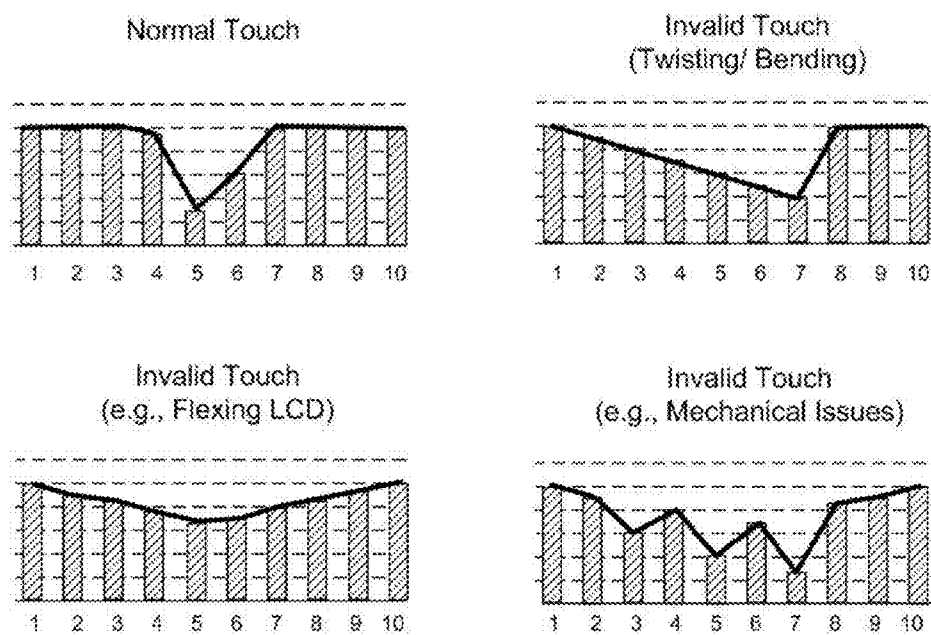 Normal Touch
Invalid Touch
(Twisting/ Bending)
1 2 3 4 5 6 7 8 9 10
1 2 3 4 5 6 7 8 9 10
Invalid Touch
(e.g., Flexing LCD)
Invalid Touch
(e.g., Mechanical Issues)
1 2 3 4 5 6 7 8 9 10
1 2 3 4 5 6 7 8 9 10